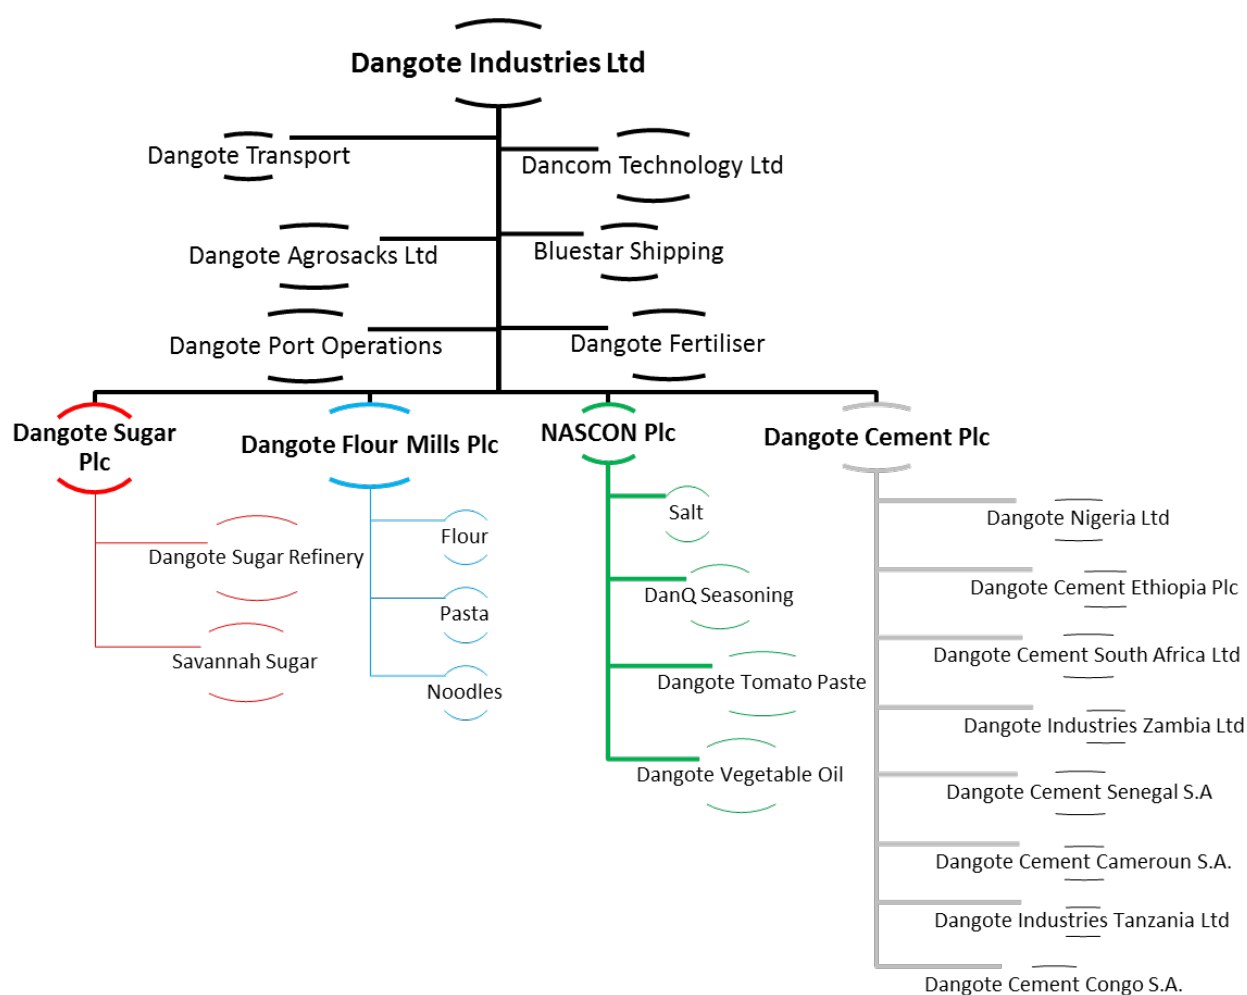 Dangote Industries Ltd
Dangote Transport
Dancom Technology Ltd
Dangote Agrosacks Ltd
Bluestar Shipping
Dangote Port Operations
Dangote Fertiliser
Dangote Sugar
Plc
Dangote Flour Mills Plc
NASCON Plc
Dangote Cement Plc
Dangote Sugar Refinery
Savannah Sugar
Flour
Pasta
Noodles
Salt
DanQ Seasoning
Dangote Tomato Paste
Dangote Vegetable Oil
Dangote Nigeria Ltd
Dangote Cement Ethiopia Plc
Dangote Cement South Africa Ltd
Dangote Industries Zambia Ltd
Dangote Cement Senegal S.A
Dangote Cement Cameroun S.A.
Dangote Industries Tanzania Ltd
Dangote Cement Congo S.A.